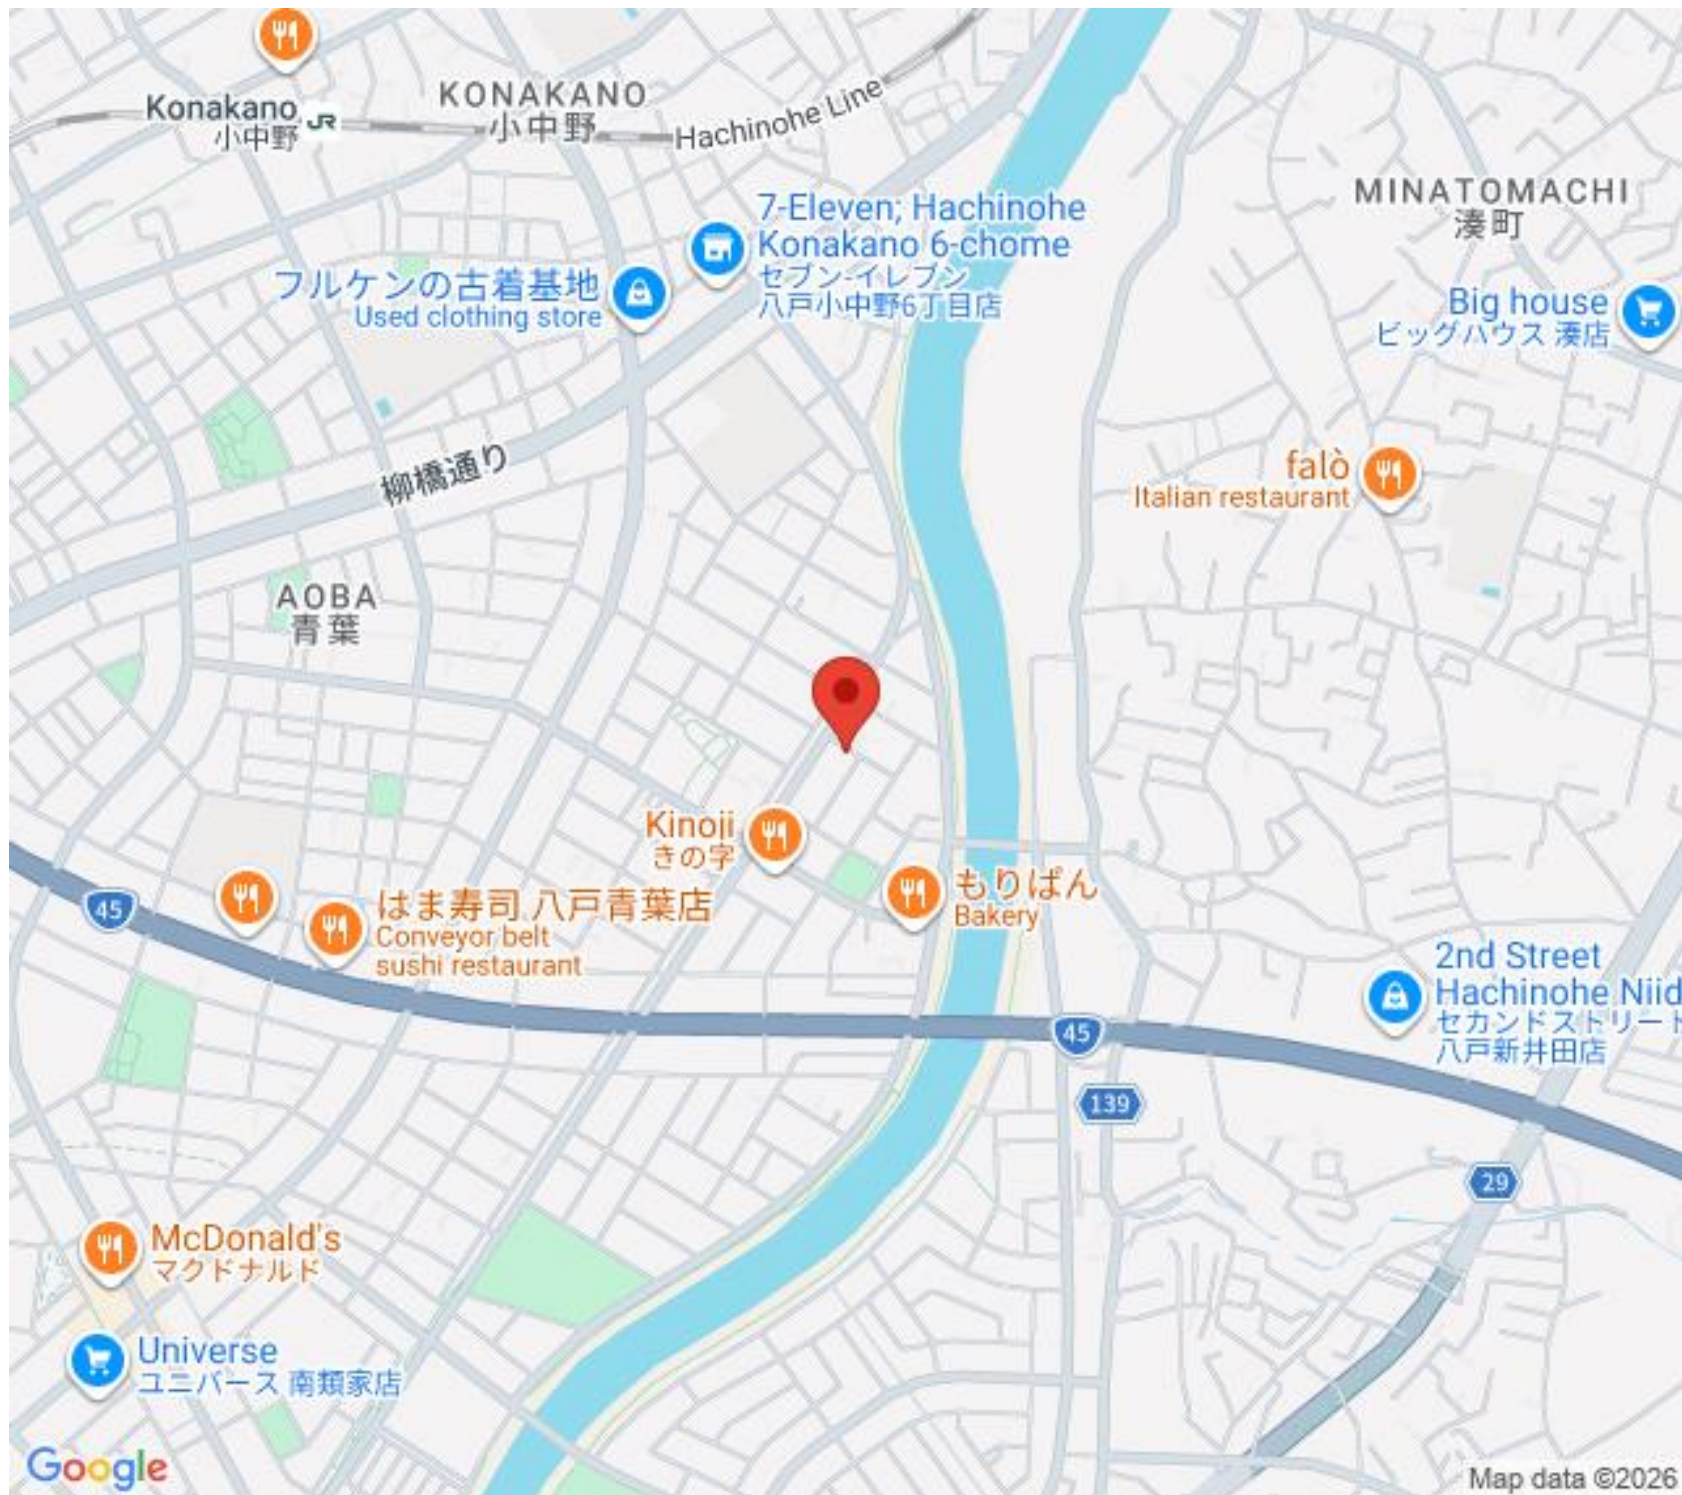 Konakano
小中野
JR
KONAKANO
小中野
Hachinohe Line
7-Eleven; Hachinohe
Konakano 6-chome
セブン-イレブン
八戸小中野6丁目店
MINATOMACHI
湊町
フルケンの古着基地
Used clothing store
Big house
ビッグハウス 湊店
柳橋通り
falò
Italian restaurant
AOBA
青葉
Kinoji
きの字
もりぱん
Bakery
45
はま寿司 八戸青葉店
Conveyor belt
sushi restaurant
2nd Street
Hachinohe Niid
セカンドストリート
八戸新井田店
45
139
29
McDonald's
マクドナルド
Universe
ユニバース 南類家店
Google
Map data ©2026